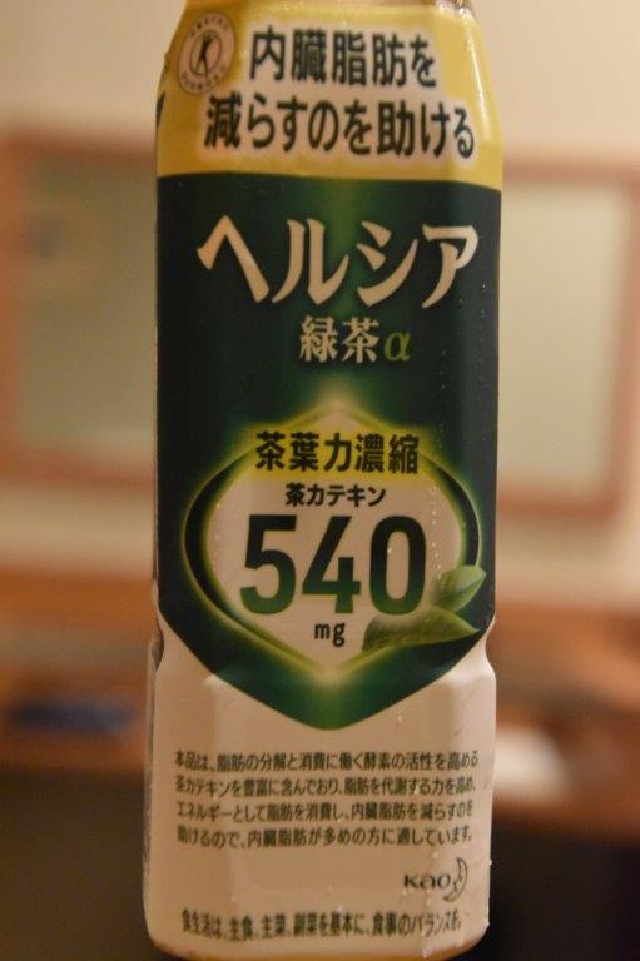 内臓脂肪を
減らすのを助ける
ヘルシア
緑茶α
茶葉力濃縮
茶カテキン
540
mg
本品は、脂肪の分解と消費に働く酵素の活性を高める
茶カテキンを豊富に含んでおり、脂肪を代謝する力を高め、
エネルギーとして脂肪を消費し、内臓脂肪を減らすのを
助けるので、内臓脂肪が多めの方に適しています。
Kao
食生活は、主食、主菜、副菜を基本に、食事のバランスを。